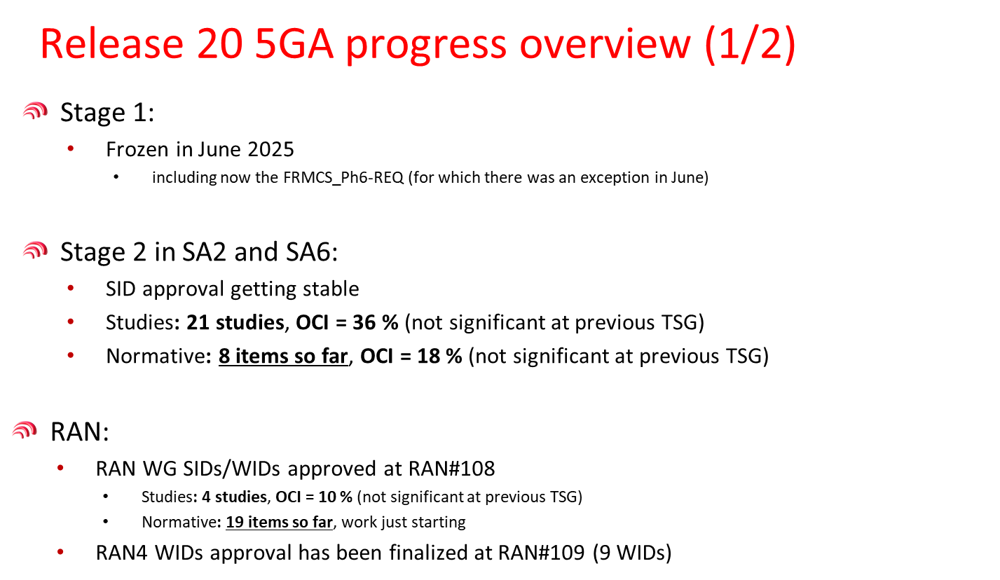 Release 20 5GA progress overview (1/2)
Stage 1:
• Frozen in June 2025
• including now the FRMCS_Ph6-REQ (for which there was an exception in June)
Stage 2 in SA2 and SA6:
• SID approval getting stable
• Studies: 21 studies, OCI = 36 % (not significant at previous TSG)
• Normative: 8 items so far, OCI = 18 % (not significant at previous TSG)
RAN:
• RAN WG SIDs/WIDs approved at RAN#108
• Studies: 4 studies, OCI = 10 % (not significant at previous TSG)
• Normative: 19 items so far, work just starting
• RAN4 WIDs approval has been finalized at RAN#109 (9 WIDs)